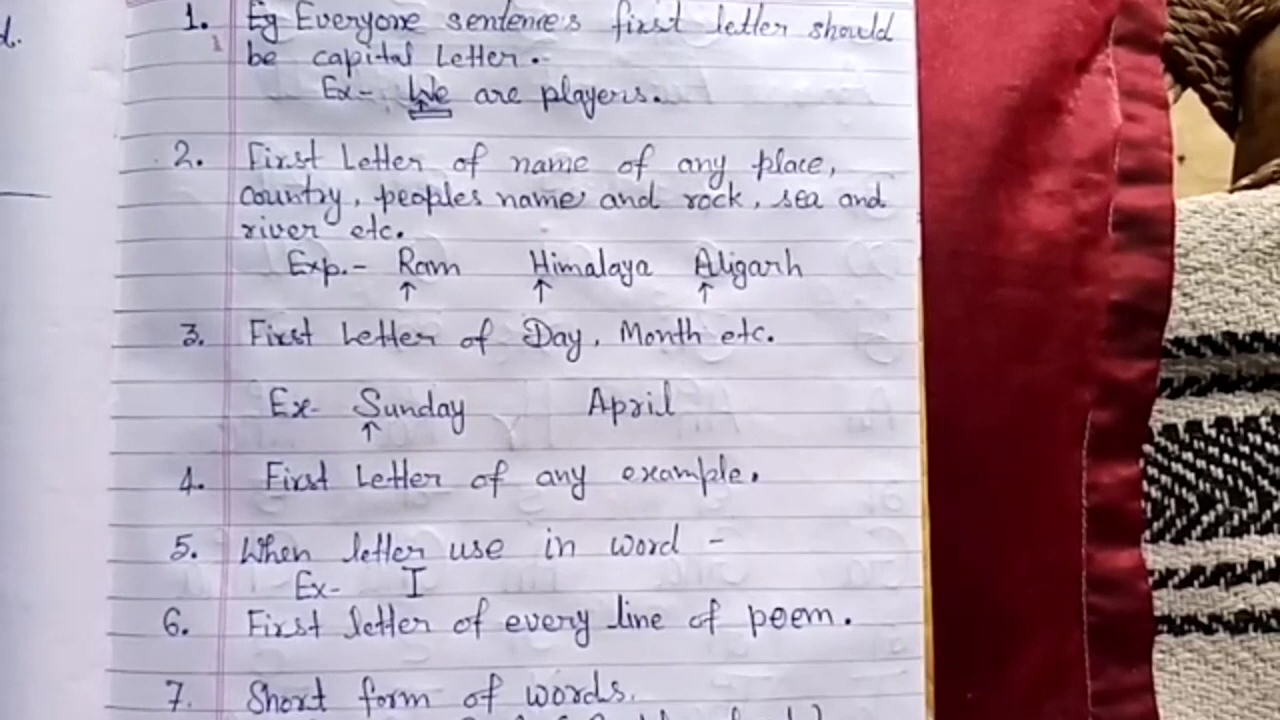 d.
1. Eg Everyone sentence's first letter should
be capital Letter.-
Ex- We are players.
2. First Letter of name of any place,
country, peoples name and rock, sea and
river etc.
Exp.- Ram Himalaya Aligarh
3. First Letter of Day, Month etc.
Ex- Sunday April
4. First Letter of any example.
5. When letter use in word -
Ex- I
6. First letter of every line of poem.
7. Short form of words.